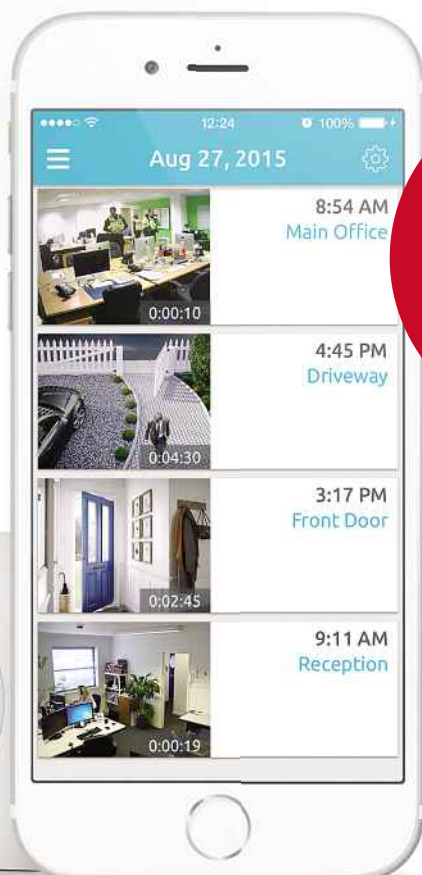 12:24 100%
Aug 27, 2015
8:54 AM
Main Office
0:00:10
4:45 PM
Driveway
0:04:30
3:17 PM
Front Door
0:02:45
9:11 AM
Reception
0:00:19